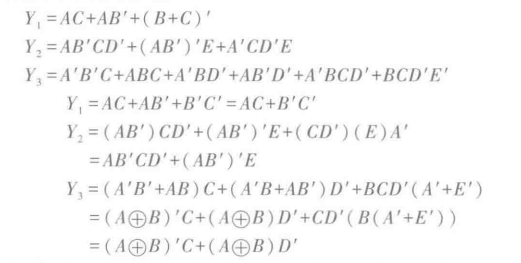 Y₁=AC+AB′+(B+C)′
Y₂=AB′CD′+(AB′)′E+A′CD′E
Y₃=A′B′C+ABC+A′BD′+AB′D′+A′BCD′+BCD′E′
Y₁=AC+AB′+B′C′=AC+B′C′
Y₂=(AB′)CD′+(AB′)′E+(CD′)(E)A′
=AB′CD′+(AB′)′E
Y₃=(A′B′+AB)C+(A′B+AB′)D′+BCD′(A′+E′)
=(A⊕B)′C+(A⊕B)D′+CD′(B(A′+E′))
=(A⊕B)′C+(A⊕B)D′